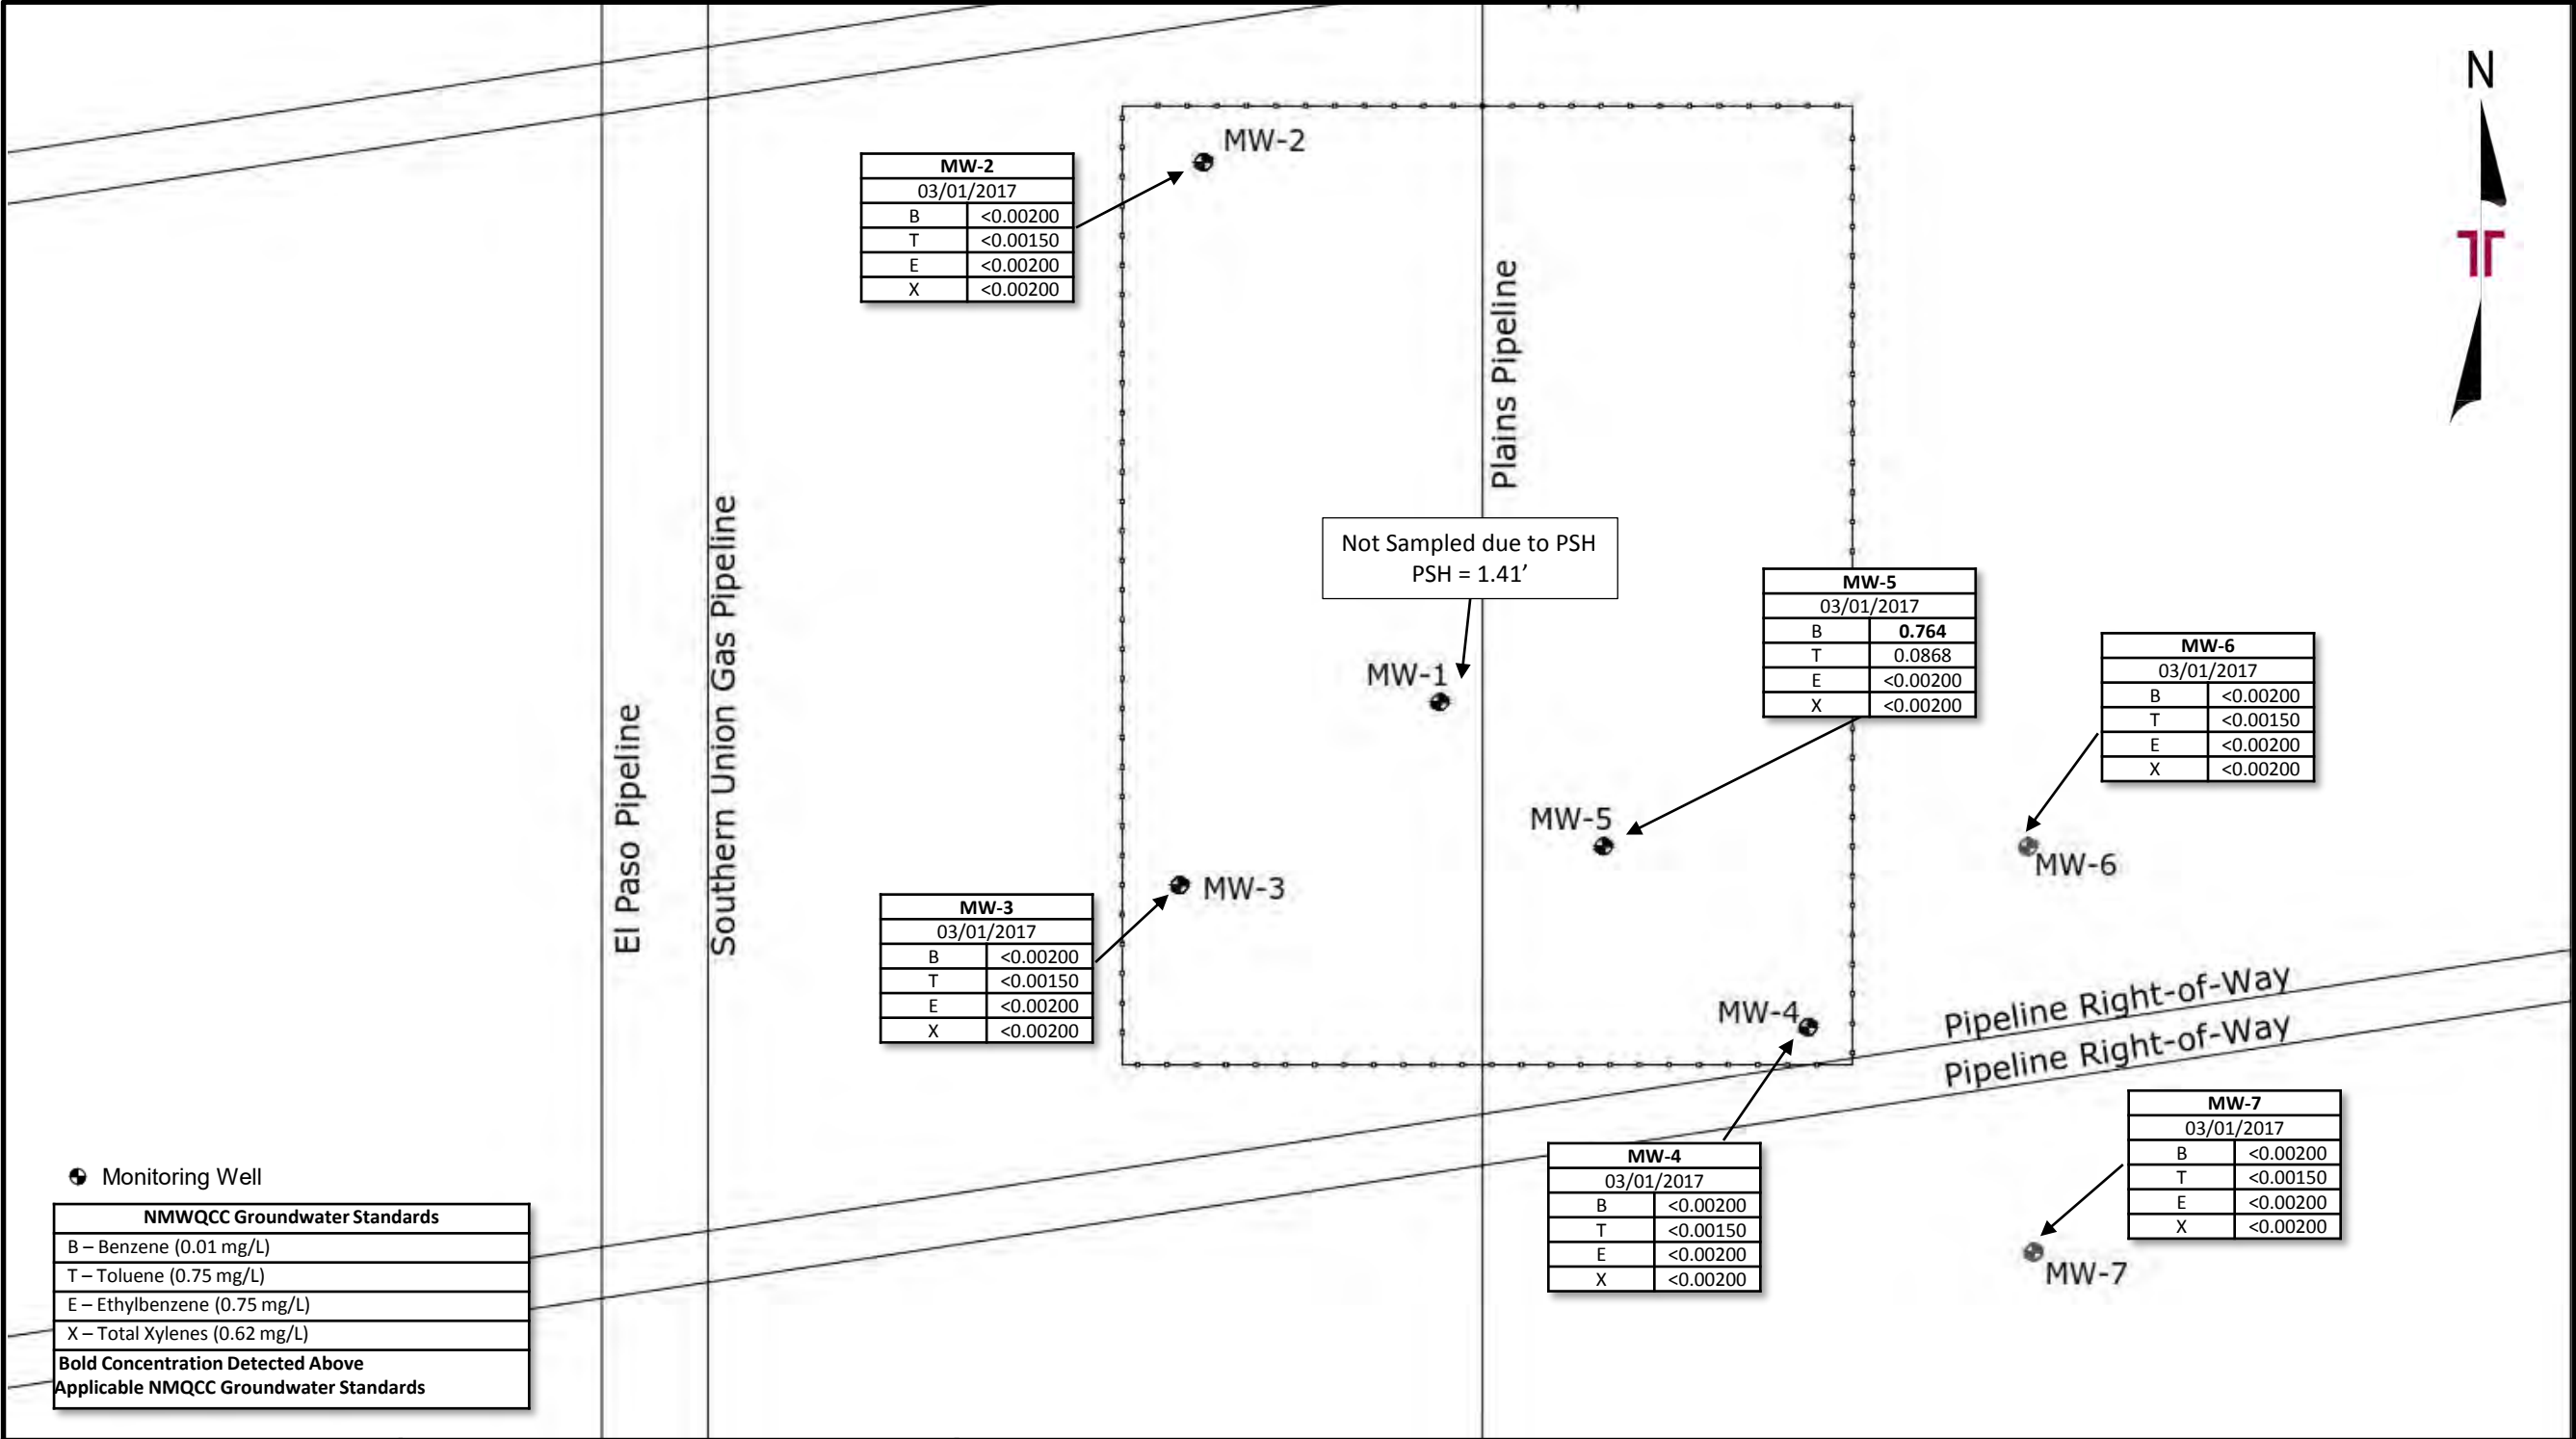 N
MW-2
MW-2
03/01/2017
B <0.00200
T <0.00150
E <0.00200
X <0.00200
Plains Pipeline
Southern Union Gas Pipeline
El Paso Pipeline
Not Sampled due to PSH
PSH = 1.41’
MW-1
MW-5
03/01/2017
B 0.764
T 0.0868
E <0.00200
X <0.00200
MW-5
MW-6
03/01/2017
B <0.00200
T <0.00150
E <0.00200
X <0.00200
MW-6
MW-3
MW-3
03/01/2017
B <0.00200
T <0.00150
E <0.00200
X <0.00200
MW-4
Pipeline Right-of-Way
Pipeline Right-of-Way
MW-4
03/01/2017
B <0.00200
T <0.00150
E <0.00200
X <0.00200
MW-7
03/01/2017
B <0.00200
T <0.00150
E <0.00200
X <0.00200
MW-7
Monitoring Well
NMWQCC Groundwater Standards
B – Benzene (0.01 mg/L)
T – Toluene (0.75 mg/L)
E – Ethylbenzene (0.75 mg/L)
X – Total Xylenes (0.62 mg/L)
Bold Concentration Detected Above
Applicable NMQCC Groundwater Standards